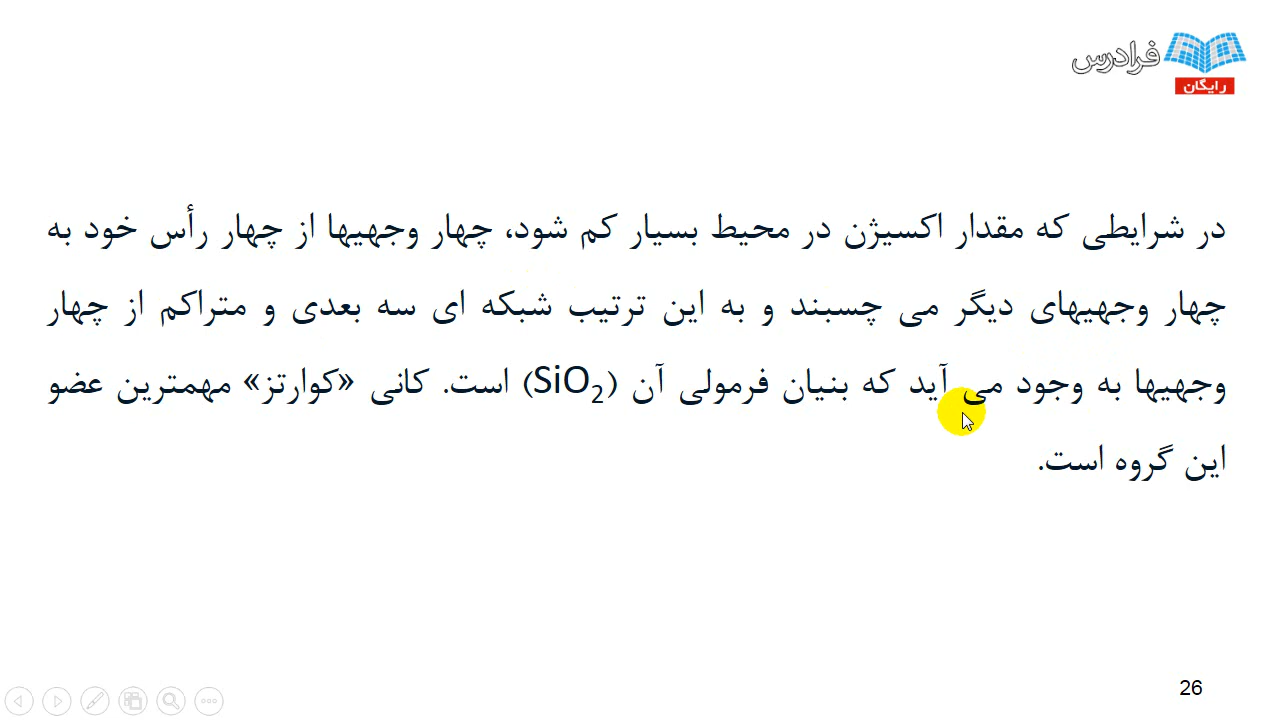 فرادرس
رایگان
در شرایطی که مقدار اکسیژن در محیط بسیار کم شود، چهار وجهیها از چهار رأس خود به
چهار وجهیهای دیگر می چسبند و به این ترتیب شبکه ای سه بعدی و متراکم از چهار
وجهیها به وجود می آید که بنیان فرمولی آن (SiO₂) است. کانی «کوارتز» مهمترین عضو
این گروه است.
26